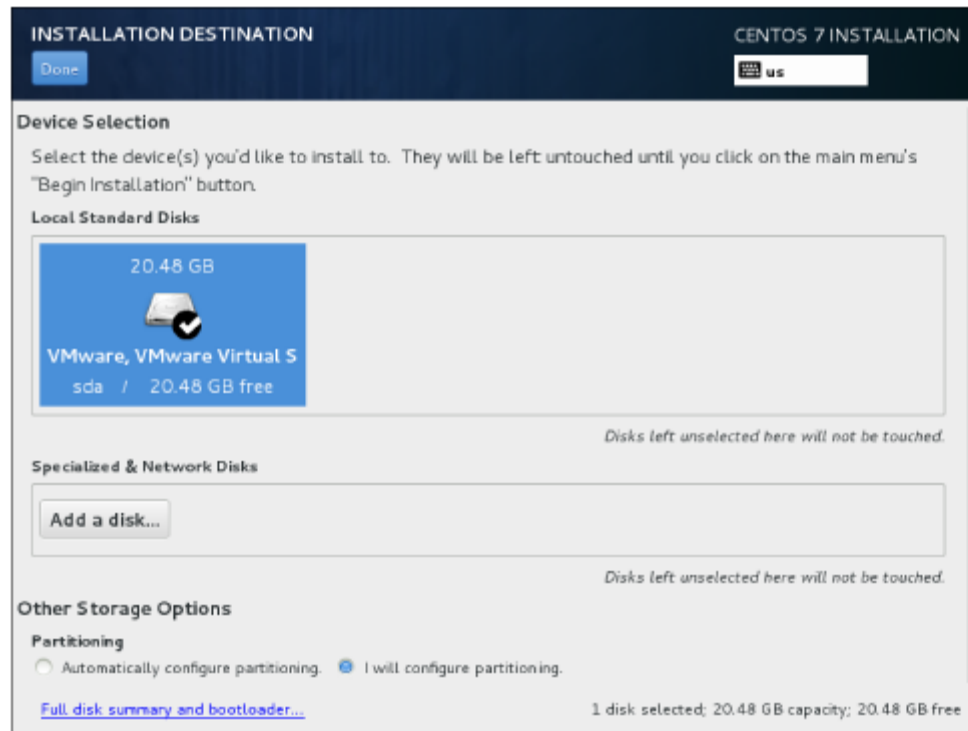 INSTALLATION DESTINATION
CENTOS 7 INSTALLATION
Done
us
Device Selection
Select the device(s) you'd like to install to. They will be left untouched until you click on the main menu's
"Begin Installation" button.
Local Standard Disks
20.48 GB
VMware, VMware Virtual S
sda / 20.48 GB free
Disks left unselected here will not be touched.
Specialized & Network Disks
Add a disk...
Disks left unselected here will not be touched.
Other Storage Options
Partitioning
Automatically configure partitioning. I will configure partitioning.
Full disk summary and bootloader...
1 disk selected; 20.48 GB capacity; 20.48 GB free